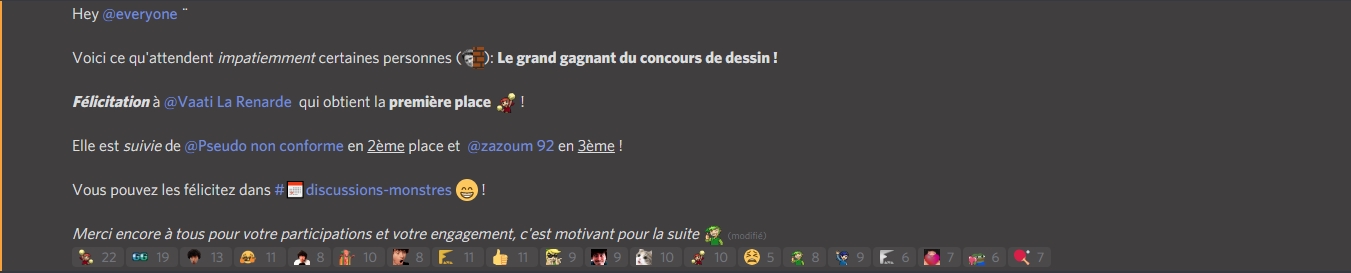 Hey @everyone ¨
Voici ce qu'attendent impatiemment certaines personnes ( ): Le grand gagnant du concours de dessin !
Félicitation à @Vaati La Renarde qui obtient la première place !
Elle est suivie de @Pseudo non conforme en 2ème place et @zazoum 92 en 3ème !
Vous pouvez les félicitez dans # discussions-monstres !
Merci encore à tous pour votre participations et votre engagement, c'est motivant pour la suite (modifié)
22 19 13 11 8 10 8 11 11 9 9 10 10 5 8 9 6 7 6 7